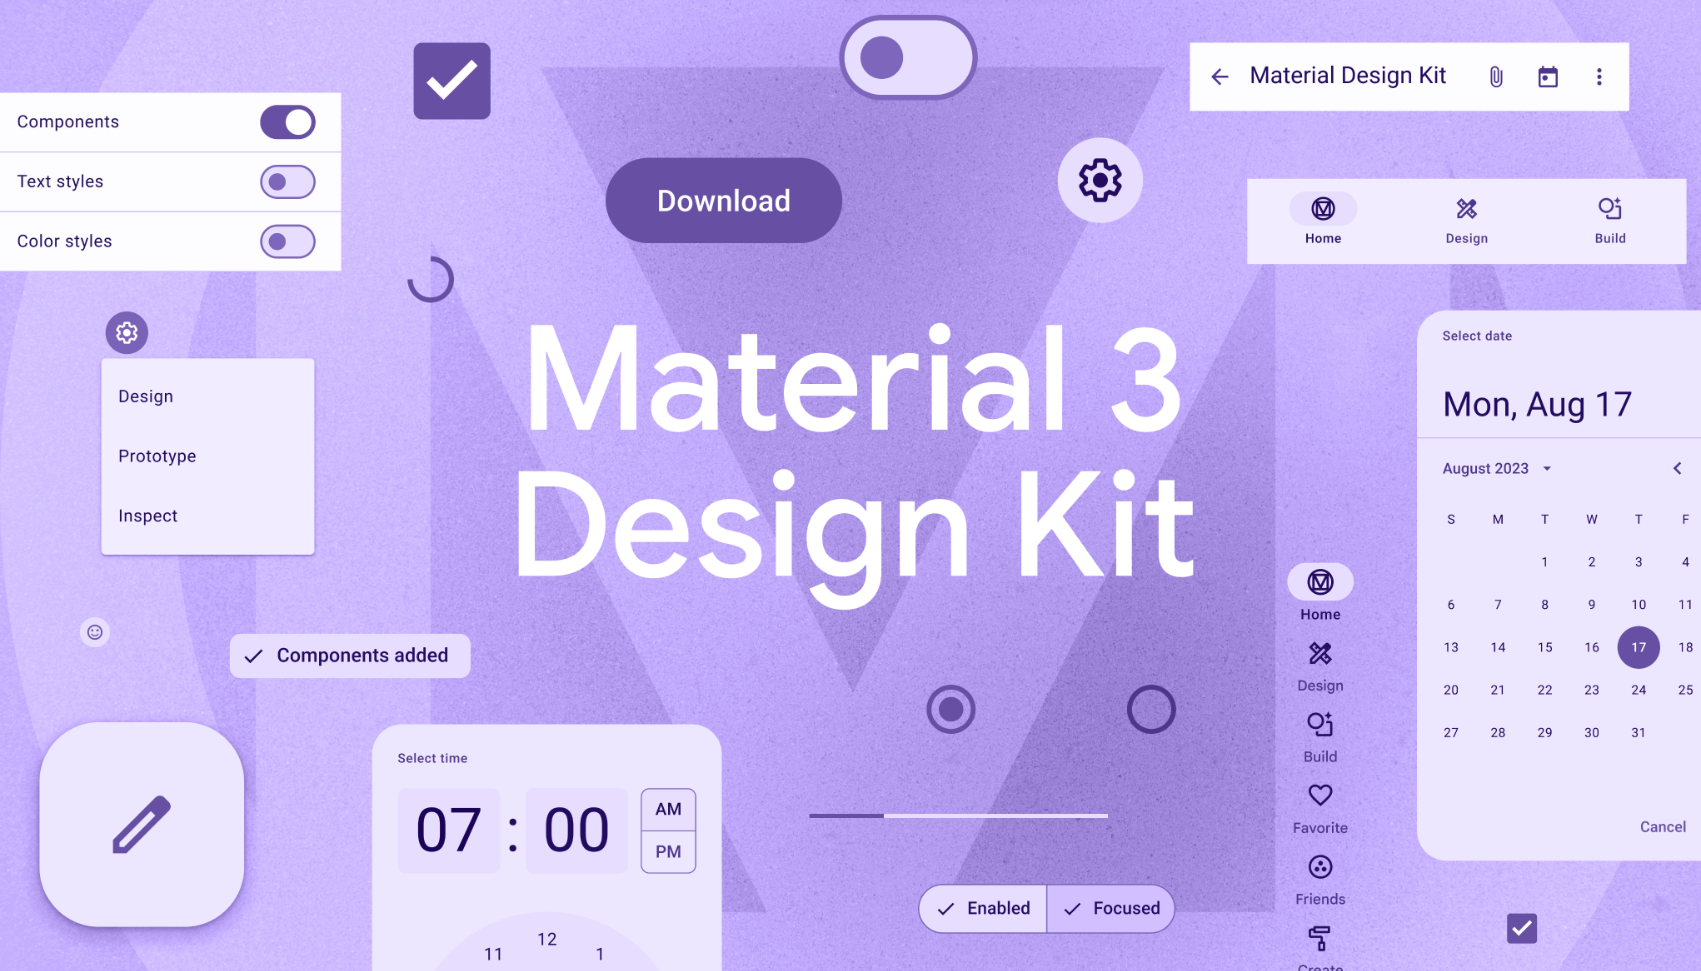 Components
Text styles
Color styles
Download
Material Design Kit
Home
Design
Build
Design
Prototype
Inspect
Material 3
Design Kit
Components added
Select time
07 : 00
AM
PM
11 12 1
Enabled
Focused
Home
Design
Build
Favorite
Friends
Create
Select date
Mon, Aug 17
August 2023
S M T W T F
1 2 3 4
6 7 8 9 10 11
13 14 15 16 17 18
20 21 22 23 24 25
27 28 29 30 31
Cancel